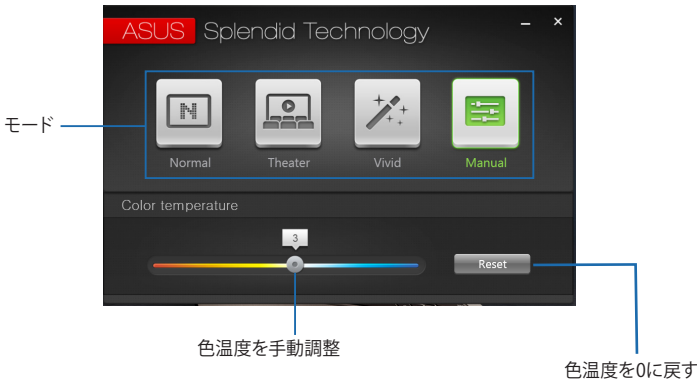 ASUS Splendid Technology
モード
Normal Theater Vivid Manual
Color temperature
3
Reset
色温度を手動調整
色温度を0に戻す